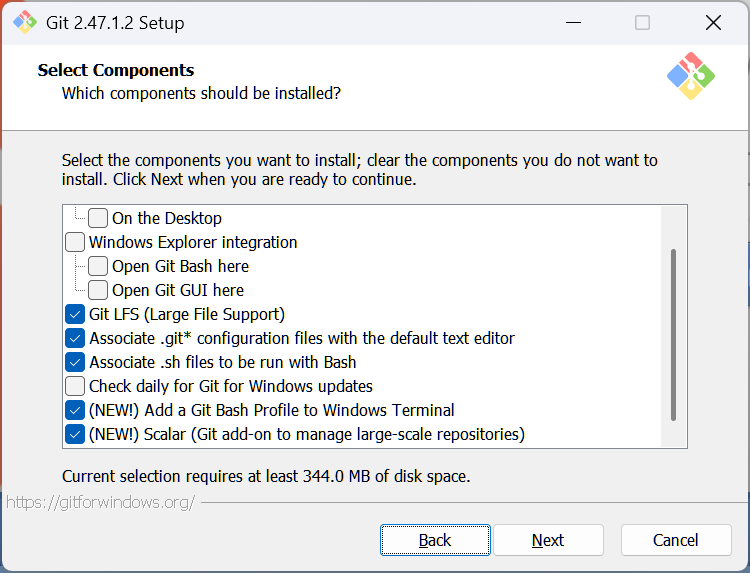 Git 2.47.1.2 Setup
Select Components
Which components should be installed?
Select the components you want to install; clear the components you do not want to
install. Click Next when you are ready to continue.
On the Desktop
Windows Explorer integration
Open Git Bash here
Open Git GUI here
Git LFS (Large File Support)
Associate .git* configuration files with the default text editor
Associate .sh files to be run with Bash
Check daily for Git for Windows updates
(NEW!) Add a Git Bash Profile to Windows Terminal
(NEW!) Scalar (Git add-on to manage large-scale repositories)
Current selection requires at least 344.0 MB of disk space.
https://gitforwindows.org/
Back Next Cancel